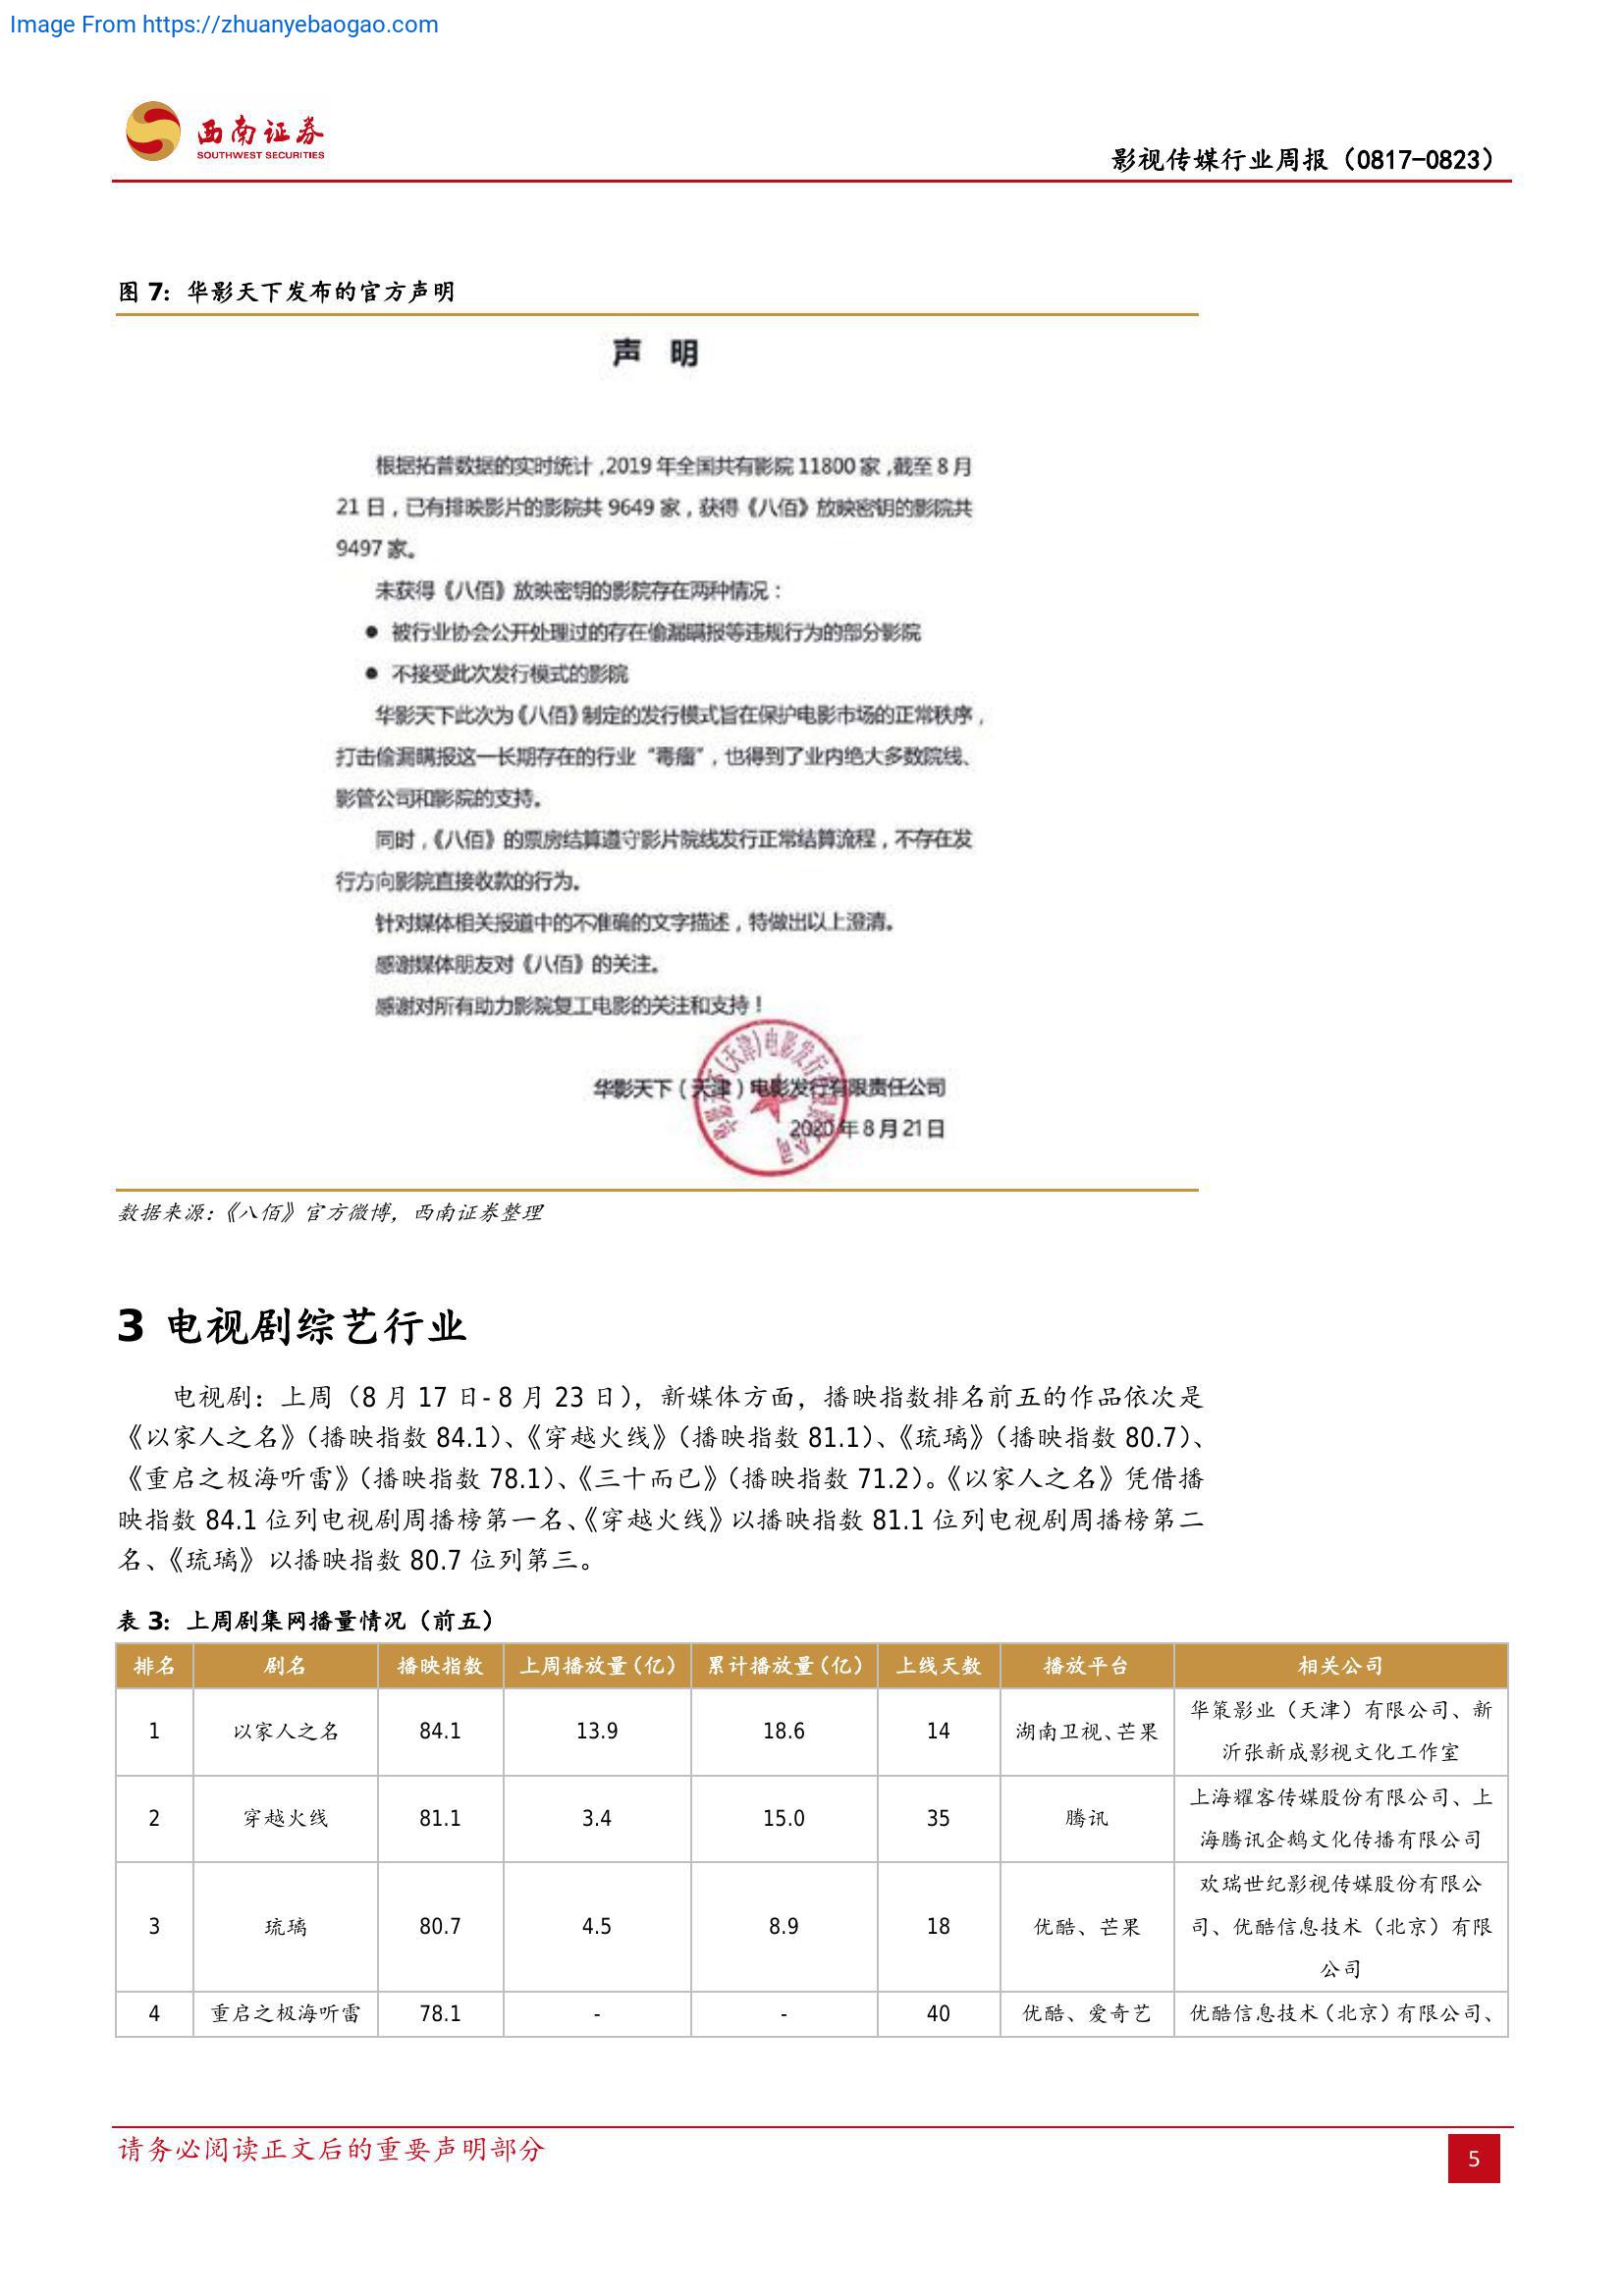 Image From https://zhuanyebaogao.com
西南证券
SOUTHWEST SECURITIES
影视传媒行业周报（0817-0823）
图 7：华影天下发布的官方声明
声 明
根据拓普数据的实时统计，2019 年全国共有影院 11800 家，截至 8 月
21 日，已有排映影片的影院共 9649 家，获得《八佰》放映密钥的影院共
9497 家。
未获得《八佰》放映密钥的影院存在两种情况：
● 被行业协会公开处理过的存在偷漏瞒报等违规行为的部分影院
● 不接受此次发行模式的影院
华影天下此次为《八佰》制定的发行模式旨在保护电影市场的正常秩序，
打击偷漏瞒报这一长期存在的行业“毒瘤”，也得到了业内绝大多数院线、
影管公司和影院的支持。
同时，《八佰》的票房结算遵守影片院线发行正常结算流程，不存在发
行方向影院直接收款的行为。
针对媒体相关报道中的不准确的文字描述，特做出以上澄清。
感谢媒体朋友对《八佰》的关注。
感谢对所有助力影院复工电影的关注和支持！
华影天下（天津）电影发行有限责任公司
2020 年 8 月 21 日
数据来源：《八佰》官方微博，西南证券整理
3 电视剧综艺行业
电视剧：上周（8 月 17 日-8 月 23 日），新媒体方面，播映指数排名前五的作品依次是
《以家人之名》（播映指数 84.1）、《穿越火线》（播映指数 81.1）、《琉璃》（播映指数 80.7）、
《重启之极海听雷》（播映指数 78.1）、《三十而已》（播映指数 71.2）。《以家人之名》凭借播
映指数 84.1 位列电视剧周播榜第一名、《穿越火线》以播映指数 81.1 位列电视剧周播榜第二
名、《琉璃》以播映指数 80.7 位列第三。
表 3：上周剧集网播量情况（前五）
排名 剧名 播映指数 上周播放量（亿） 累计播放量（亿） 上线天数 播放平台 相关公司
1 以家人之名 84.1 13.9 18.6 14 湖南卫视、芒果 华策影业（天津）有限公司、新
沂张新成影视文化工作室
2 穿越火线 81.1 3.4 15.0 35 腾讯 上海耀客传媒股份有限公司、上
海腾讯企鹅文化传播有限公司
3 琉璃 80.7 4.5 8.9 18 优酷、芒果 欢瑞世纪影视传媒股份有限公
司、优酷信息技术（北京）有限
公司
4 重启之极海听雷 78.1 - - 40 优酷、爱奇艺 优酷信息技术（北京）有限公司、
请务必阅读正文后的重要声明部分
5